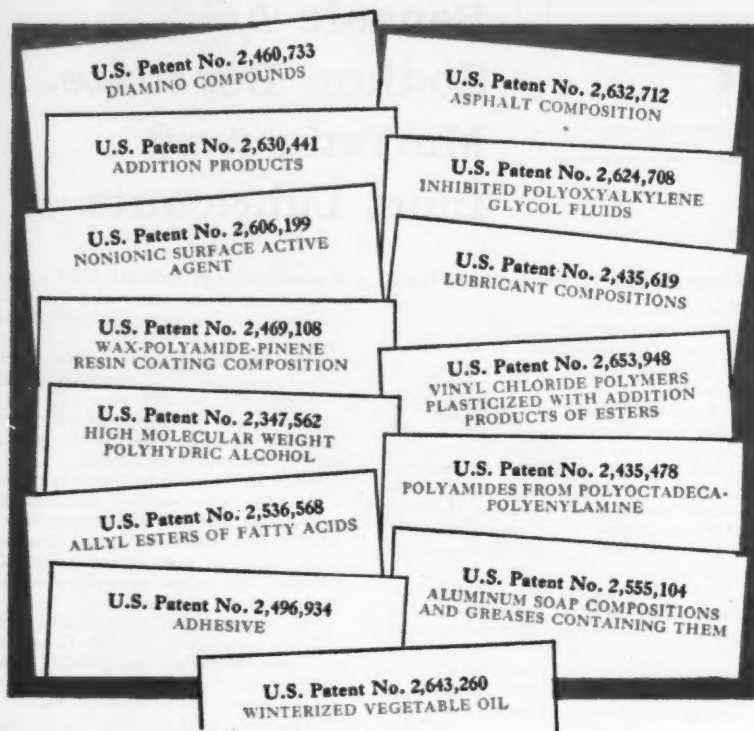 U.S. Patent No. 2,460,733
DIAMINO COMPOUNDS
U.S. Patent No. 2,630,441
ADDITION PRODUCTS
U.S. Patent No. 2,606,199
NONIONIC SURFACE ACTIVE
AGENT
U.S. Patent No. 2,469,108
WAX-POLYAMIDE-PINENE
RESIN COATING COMPOSITION
U.S. Patent No. 2,347,562
HIGH MOLECULAR WEIGHT
POLYHYDRIC ALCOHOL
U.S. Patent No. 2,536,568
ALLYL ESTERS OF FATTY ACIDS
U.S. Patent No. 2,496,934
ADHESIVE
U.S. Patent No. 2,632,712
ASPHALT COMPOSITION
U.S. Patent No. 2,624,708
INHIBITED POLYOXYALKYLENE
GLYCOL FLUIDS
U.S. Patent No. 2,435,619
LUBRICANT COMPOSITIONS
U.S. Patent No. 2,653,948
VINYL CHLORIDE POLYMERS
PLASTICIZED WITH ADDITION
PRODUCTS OF ESTERS
U.S. Patent No. 2,435,478
POLYAMIDES FROM POLYOCTADECA-
POLYENYLAMINE
U.S. Patent No. 2,555,104
ALUMINUM SOAP COMPOSITIONS
AND GREASES CONTAINING THEM
U.S. Patent No. 2,643,260
WINTERIZED VEGETABLE OIL